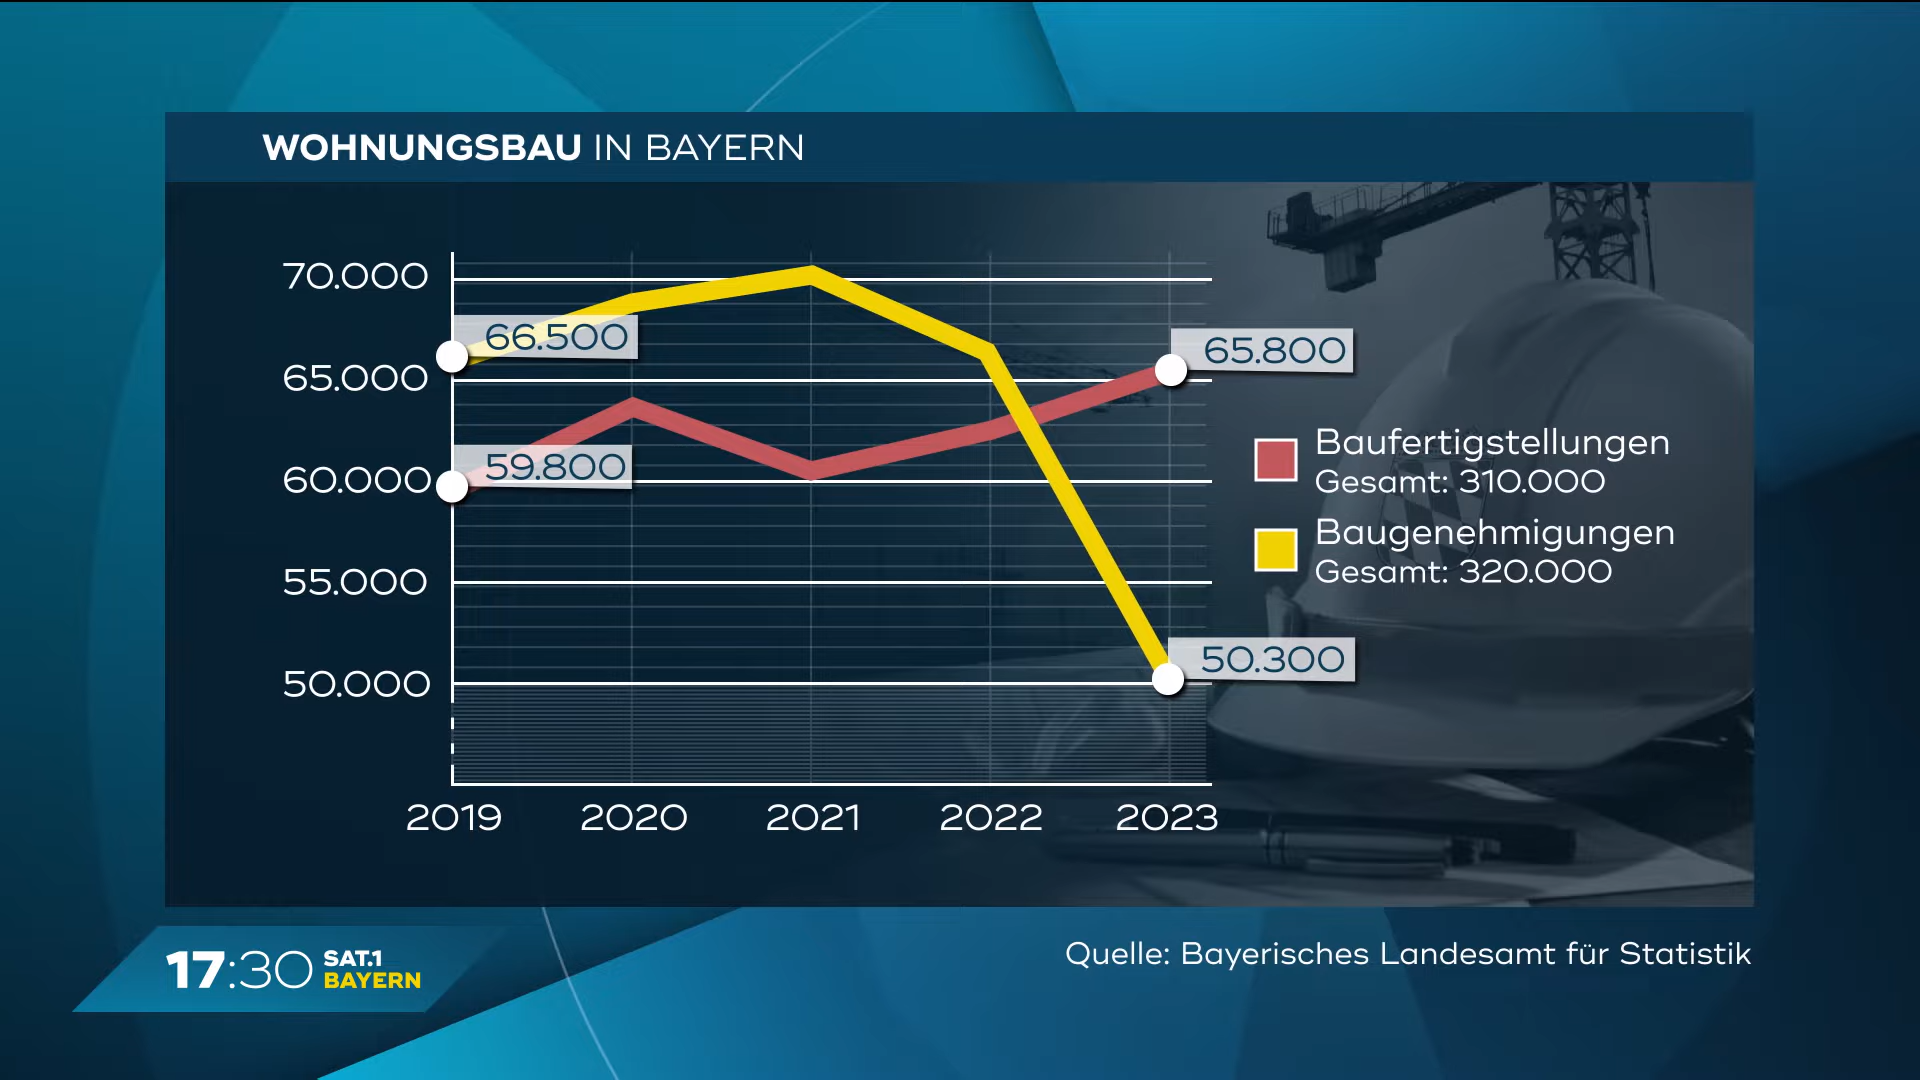 WOHNUNGSBAU IN BAYERN
70.000
66.500
65.800
65.000
59.800
60.000
55.000
50.300
50.000
2019 2020 2021 2022 2023
Baufertigstellungen
Gesamt: 310.000
Baugenehmigungen
Gesamt: 320.000
17:30 SAT.1
BAYERN
Quelle: Bayerisches Landesamt für Statistik